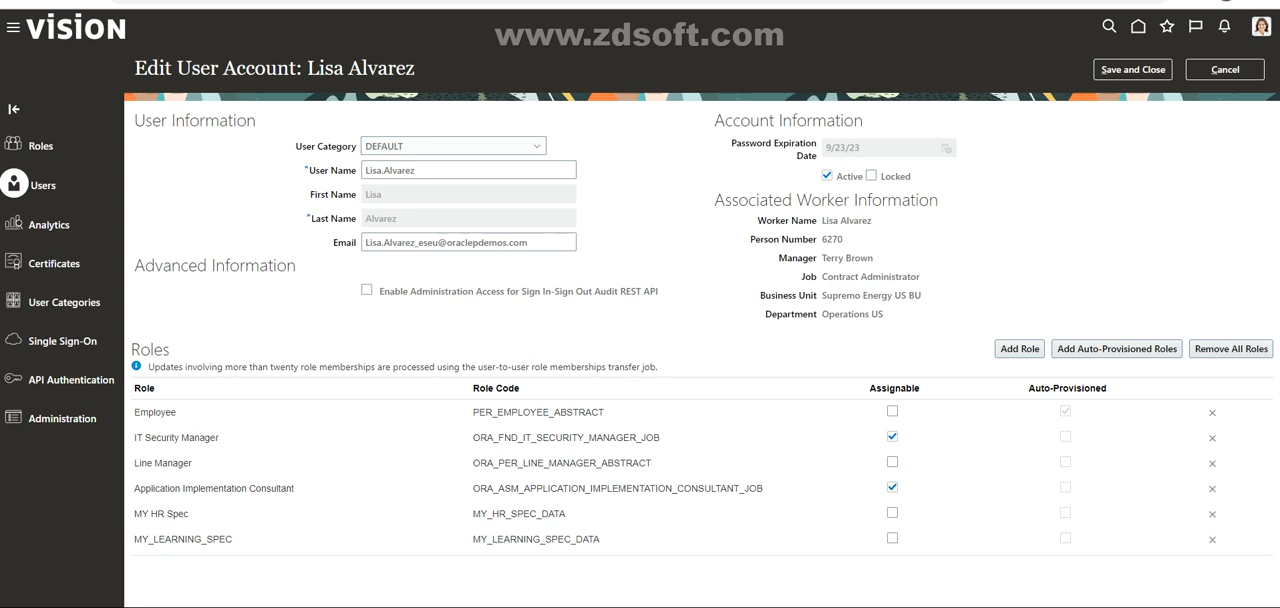 VISION
www.zdsoft.com
Edit User Account: Lisa Alvarez
Save and Close
Cancel
Roles
Users
Analytics
Certificates
User Categories
Single Sign-On
API Authentication
Administration
User Information
User Category DEFAULT
*User Name Lisa.Alvarez
First Name Lisa
*Last Name Alvarez
Email Lisa.Alvarez_eseu@oraclepdemos.com
Advanced Information
Enable Administration Access for Sign In-Sign Out Audit REST API
Account Information
Password Expiration
Date
9/23/23
Active Locked
Associated Worker Information
Worker Name Lisa Alvarez
Person Number 6270
Manager Terry Brown
Job Contract Administrator
Business Unit Supremo Energy US BU
Department Operations US
Roles
Add Role Add Auto-Provisioned Roles Remove All Roles
Updates involving more than twenty role memberships are processed using the user-to-user role memberships transfer job.
Role Role Code Assignable Auto-Provisioned
Employee PER_EMPLOYEE_ABSTRACT
IT Security Manager ORA_FND_IT_SECURITY_MANAGER_JOB
Line Manager ORA_PER_LINE_MANAGER_ABSTRACT
Application Implementation Consultant ORA_ASM_APPLICATION_IMPLEMENTATION_CONSULTANT_JOB
MY HR Spec MY_HR_SPEC_DATA
MY_LEARNING_SPEC MY_LEARNING_SPEC_DATA